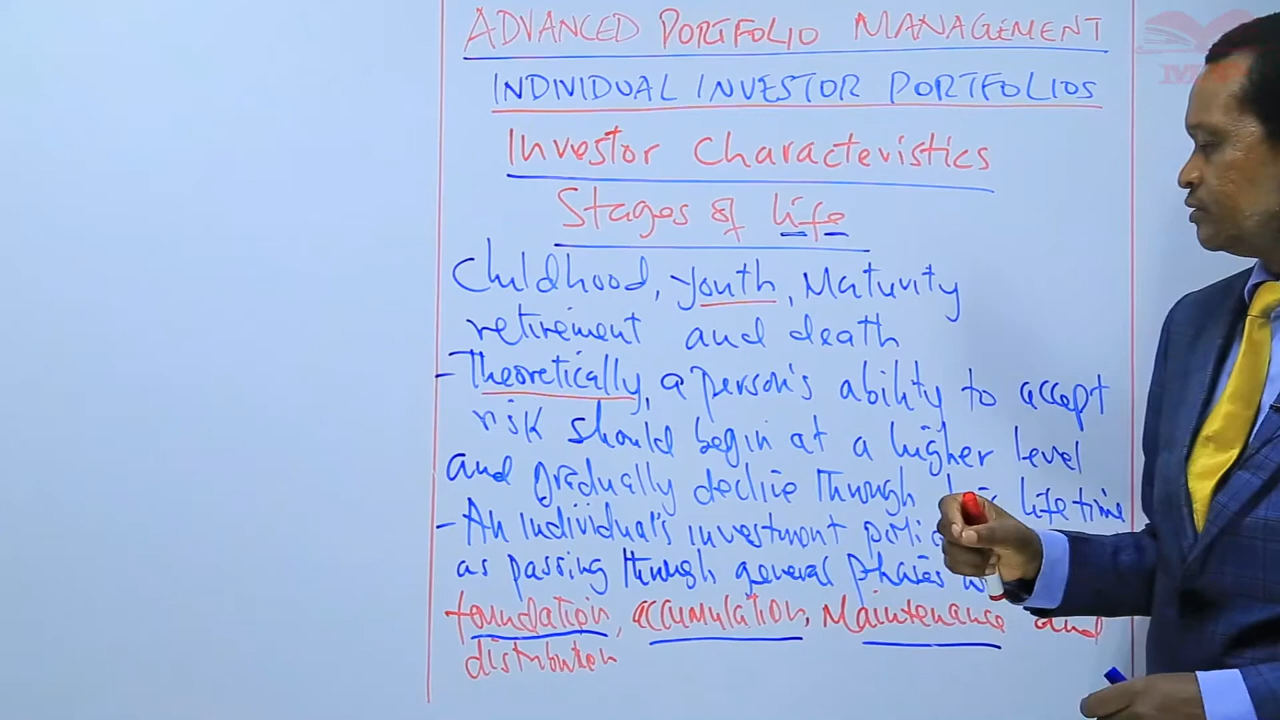 ADVANCED PORTFOLIO MANAGEMENT
INDIVIDUAL INVESTOR PORTFOLIOS
Investor Characteristics
Stages of life
Childhood, youth, Maturity
retirement and death
- Theoretically, a person's ability to accept
risk should begin at a higher level
and gradually decline through life time
- An individual's investment
as passing through general phases
foundation, accumulation, Maintenance and
distribution